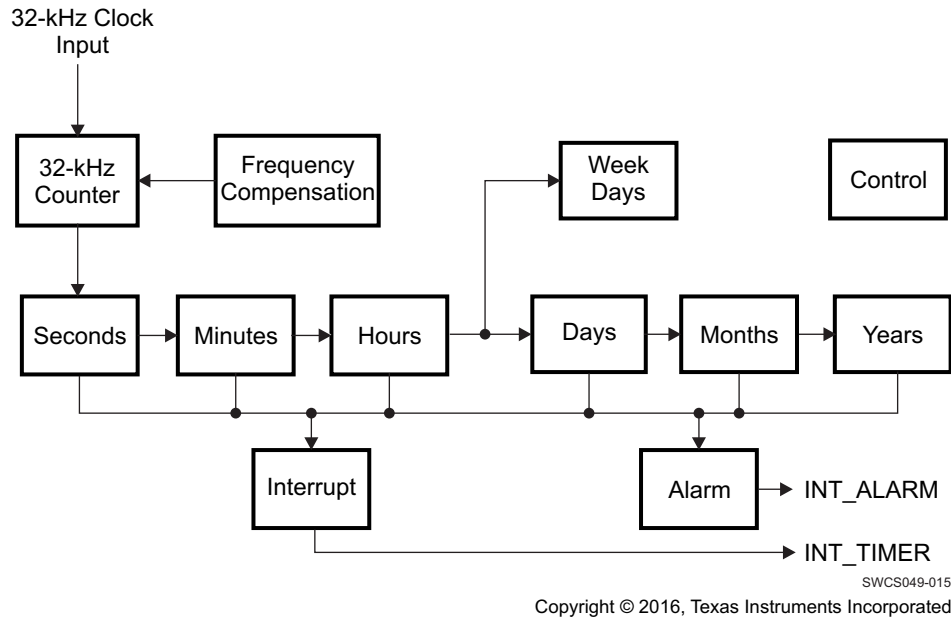 32-kHz Clock
Input
32-kHz
Counter
Frequency
Compensation
Week
Days
Control
Seconds
Minutes
Hours
Days
Months
Years
Interrupt
Alarm
INT_ALARM
INT_TIMER
SWCS049-015
Copyright © 2016, Texas Instruments Incorporated